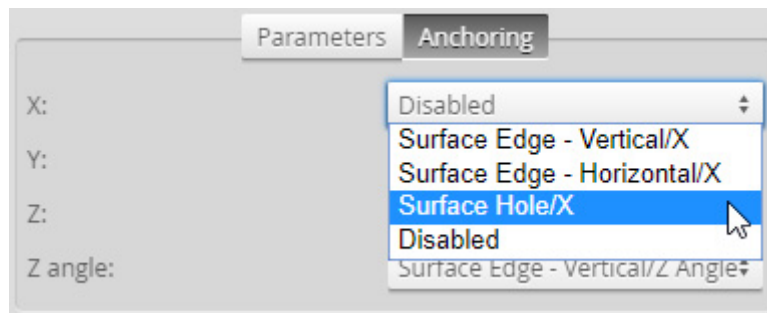 Parameters Anchoring
X: Disabled
Surface Edge - Vertical/X
Y:
Surface Edge - Horizontal/X
Z: Surface Hole/X
Disabled
Z angle: Surface Edge - Vertical/Z Angle